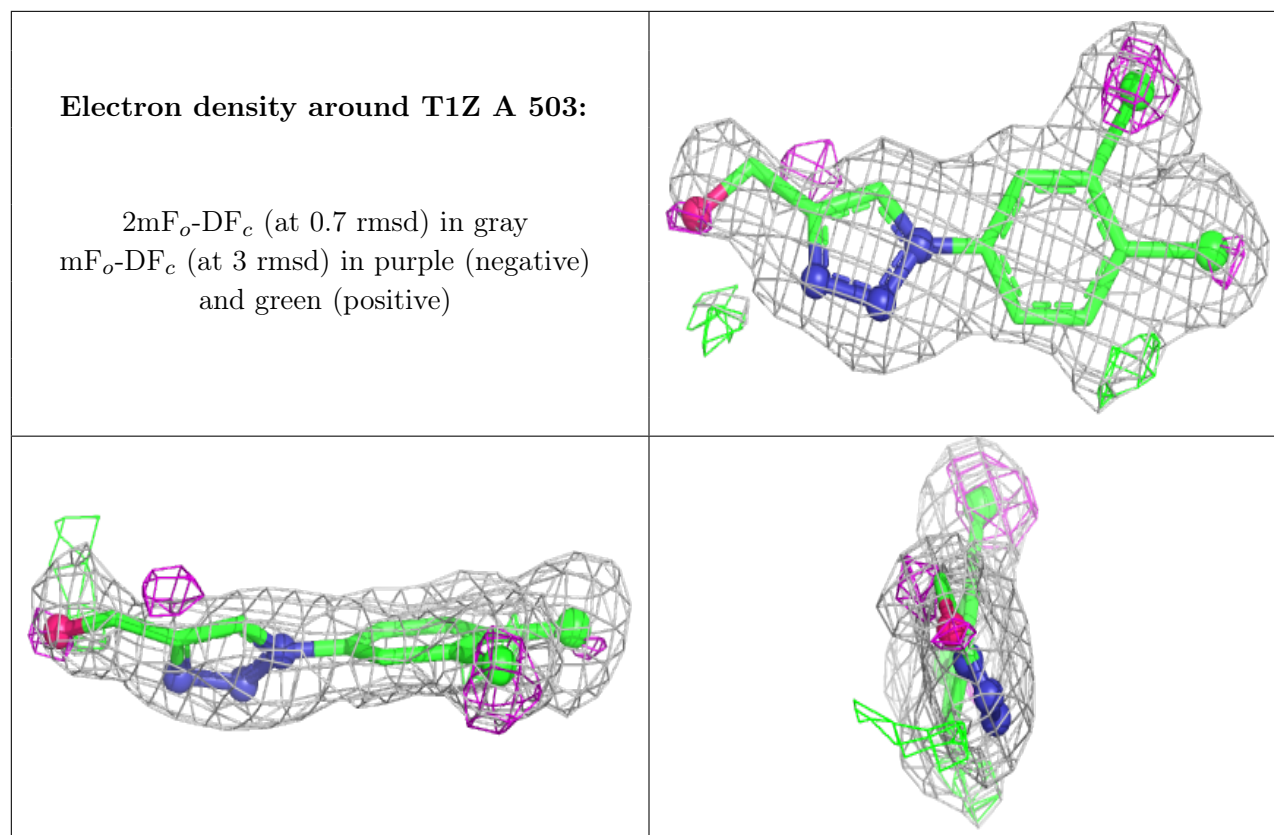 Electron density around T1Z A 503:
2mFo-DFc (at 0.7 rmsd) in gray
mFo-DFc (at 3 rmsd) in purple (negative)
and green (positive)